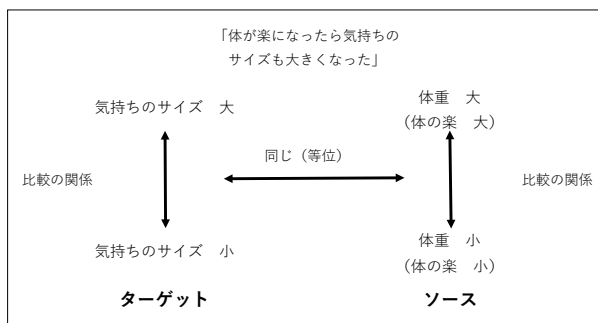 「体が楽になったら気持ちの
サイズも大きくなった」
気持ちのサイズ　大
体重　大
（体の楽　大）
同じ（等位）
比較の関係
比較の関係
気持ちのサイズ　小
体重　小
（体の楽　小）
ターゲット
ソース